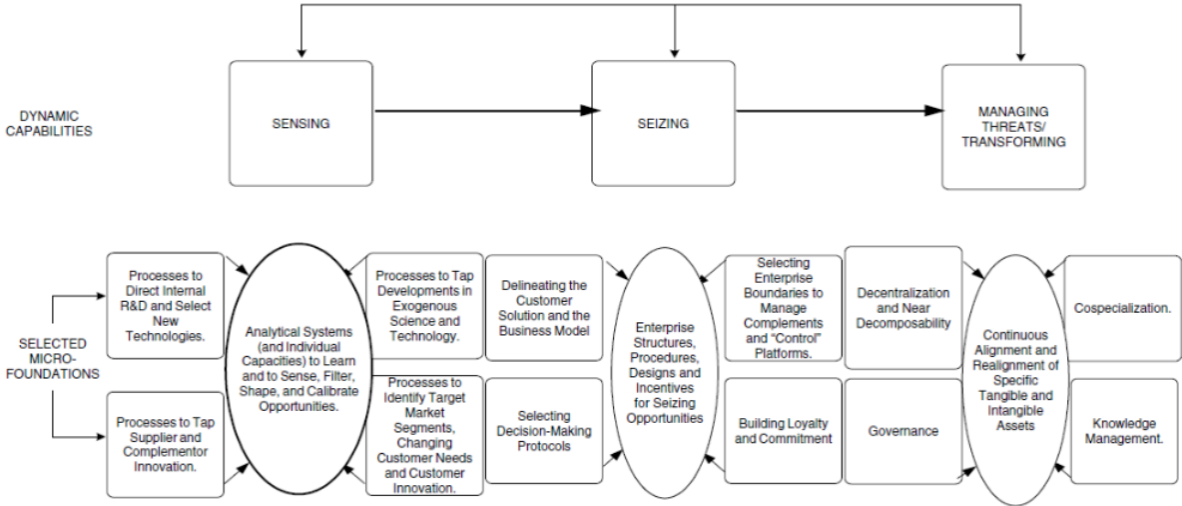 DYNAMIC
CAPABILITIES
SENSING
SEIZING
MANAGING
THREATS/
TRANSFORMING
SELECTED
MICRO-
FOUNDATIONS
Processes to
Direct Internal
R&D and Select
New
Technologies.
Processes to Tap
Supplier and
Complementor
Innovation.
Analytical Systems
(and Individual
Capacities) to Learn
and to Sense, Filter,
Shape, and Calibrate
Opportunities.
Processes to Tap
Developments in
Exogenous
Science and
Technology.
Processes to
Identify Target
Market
Segments,
Changing
Customer Needs
and Customer
Innovation.
Delineating the
Customer
Solution and the
Business Model
Selecting
Decision-Making
Protocols
Enterprise
Structures,
Procedures,
Designs and
Incentives
for Seizing
Opportunities
Selecting
Enterprise
Boundaries to
Manage
Complements
and “Control”
Platforms.
Building Loyalty
and Commitment
Decentralization
and Near
Decomposability
Governance
Continuous
Alignment and
Realignment of
Specific
Tangible and
Intangible
Assets
Cospecialization.
Knowledge
Management.